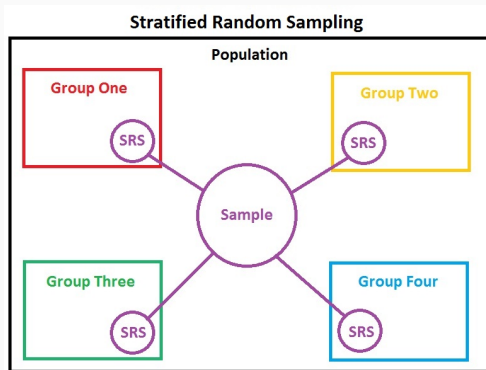 Stratified Random Sampling
Population
Group One
SRS
Group Two
SRS
Sample
Group Three
SRS
Group Four
SRS